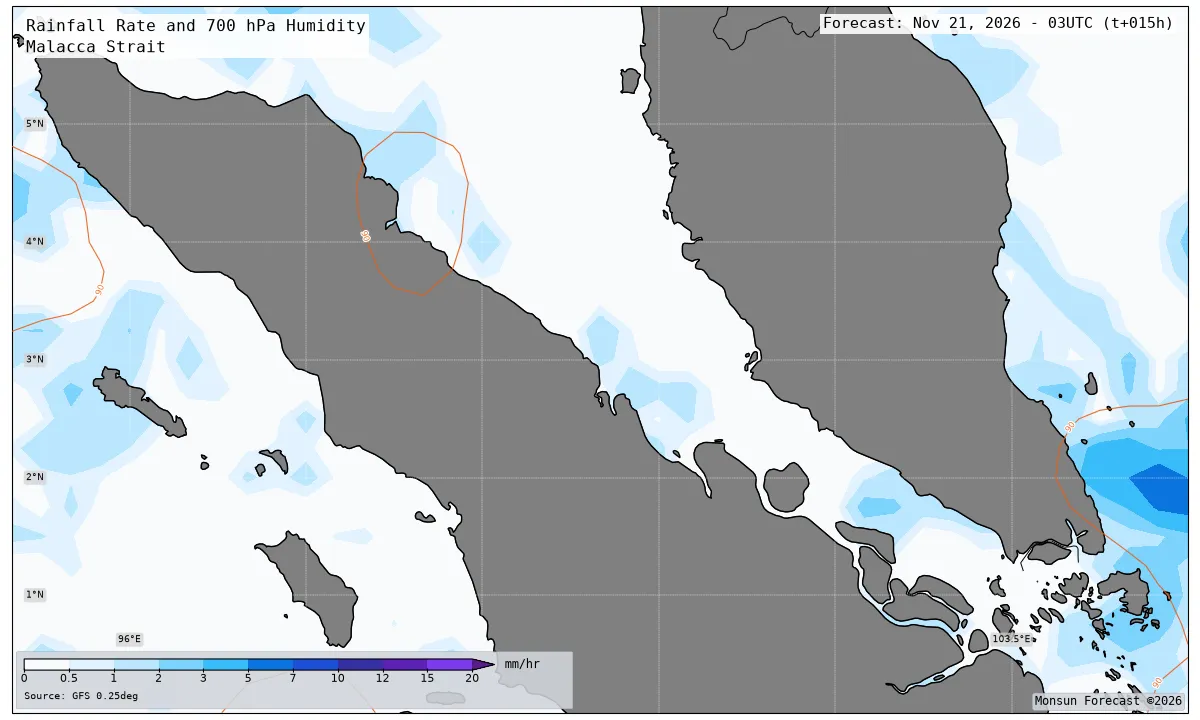 Rainfall Rate and 700 hPa Humidity
Malacca Strait
Forecast: Nov 21, 2026 - 03UTC (t+015h)
5°N
4°N
90
90
3°N
90
2°N
1°N
96°E
103.5°E
mm/hr
0 0.5 1 2 3 5 7 10 12 15 20
90
Source: GFS 0.25deg
Monsun Forecast ©2026